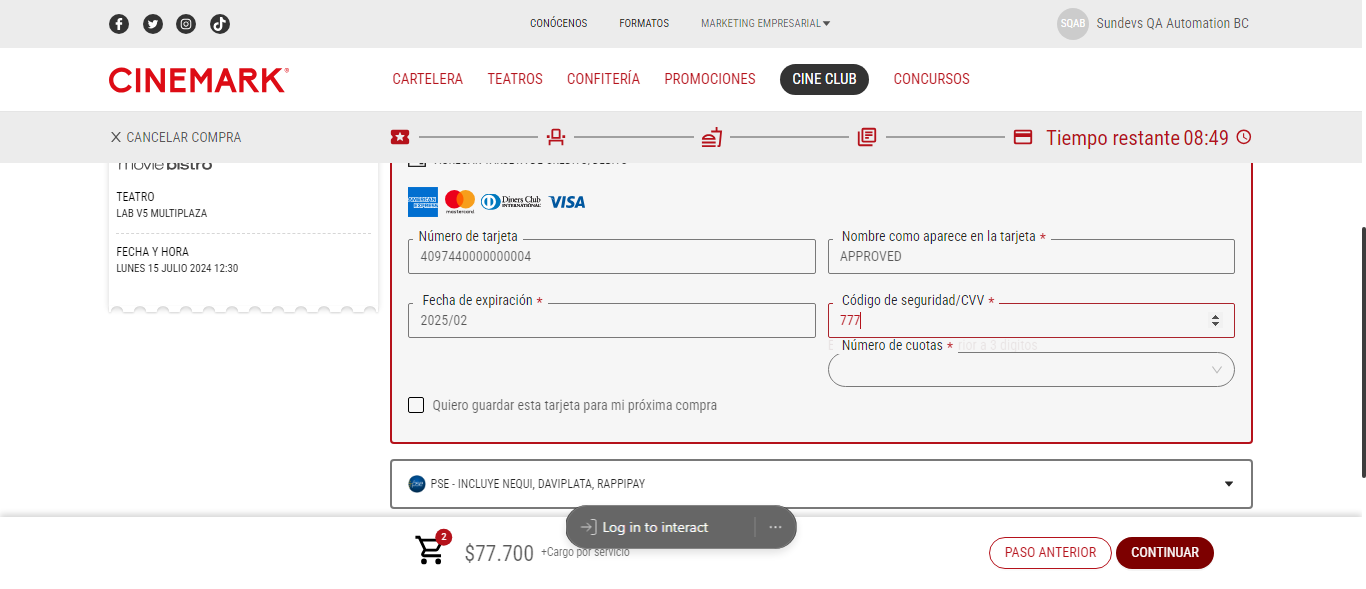 CONÓCENOS
FORMATOS
MARKETING EMPRESARIAL
SQAB
Sundevs QA Automation BC
CINEMARK
CARTELERA
TEATROS
CONFITERÍA
PROMOCIONES
CINE CLUB
CONCURSOS
CANCELAR COMPRA
Tiempo restante 08:49
movie bistro
TEATRO
LAB V5 MULTIPLAZA
FECHA Y HORA
LUNES 15 JULIO 2024 12:30
AMERICAN EXPRESS
mastercard
Diners Club
INTERNATIONAL
VISA
Número de tarjeta
4097440000000004
Nombre como aparece en la tarjeta *
APPROVED
Fecha de expiración *
2025/02
Código de seguridad/CVV *
777
Número de cuotas *
a 3 dígitos
Quiero guardar esta tarjeta para mi próxima compra
pse
PSE - INCLUYE NEQUI, DAVIPLATA, RAPPIPAY
Log in to interact
2
$77.700
+Cargo por servicio
PASO ANTERIOR
CONTINUAR